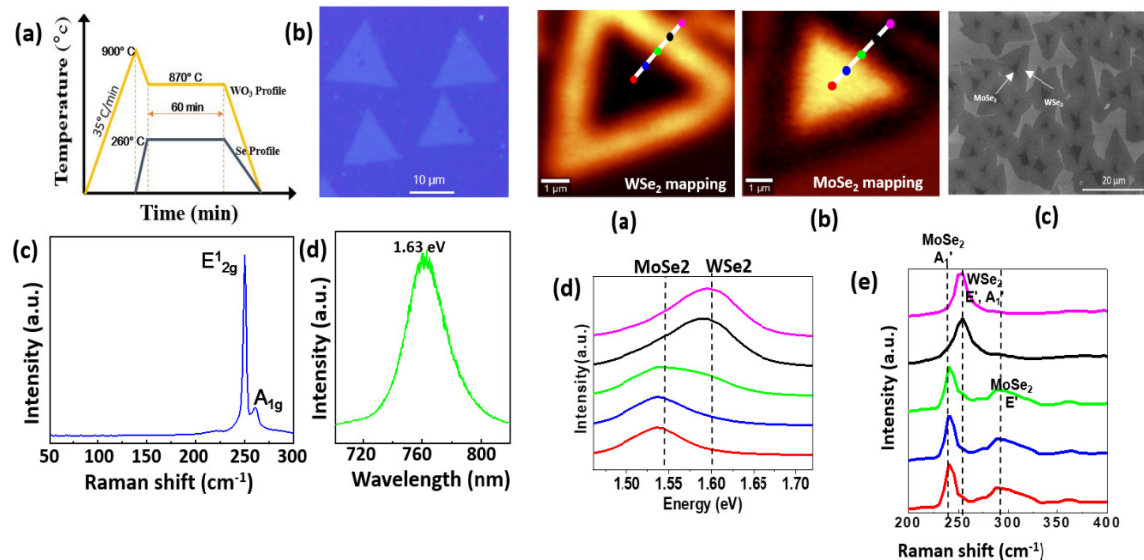 (a)
Temperature (°c)
900° C
870° C
WO₃ Profile
35°C/min
60 min
260° C
Se Profile
Time (min)
(b)
10 µm
WSe₂ mapping
1 µm
(a)
MoSe₂ mapping
1 µm
(b)
MoSe₂
WSe₂
20 µm
(c)
(c)
E¹₂g
A₁g
Intensity (a.u.)
50 100 150 200 250 300
Raman shift (cm⁻¹)
(d)
1.63 eV
Intensity (a.u.)
720 760 800
Wavelength (nm)
(d)
MoSe2
WSe2
Intensity (a.u.)
1.50 1.55 1.60 1.65 1.70
Energy (eV)
(e)
MoSe₂
A₁'
WSe₂
E', A₁'
MoSe₂
E'
Intensity (a.u.)
200 250 300 350 400
Raman shift (cm⁻¹)